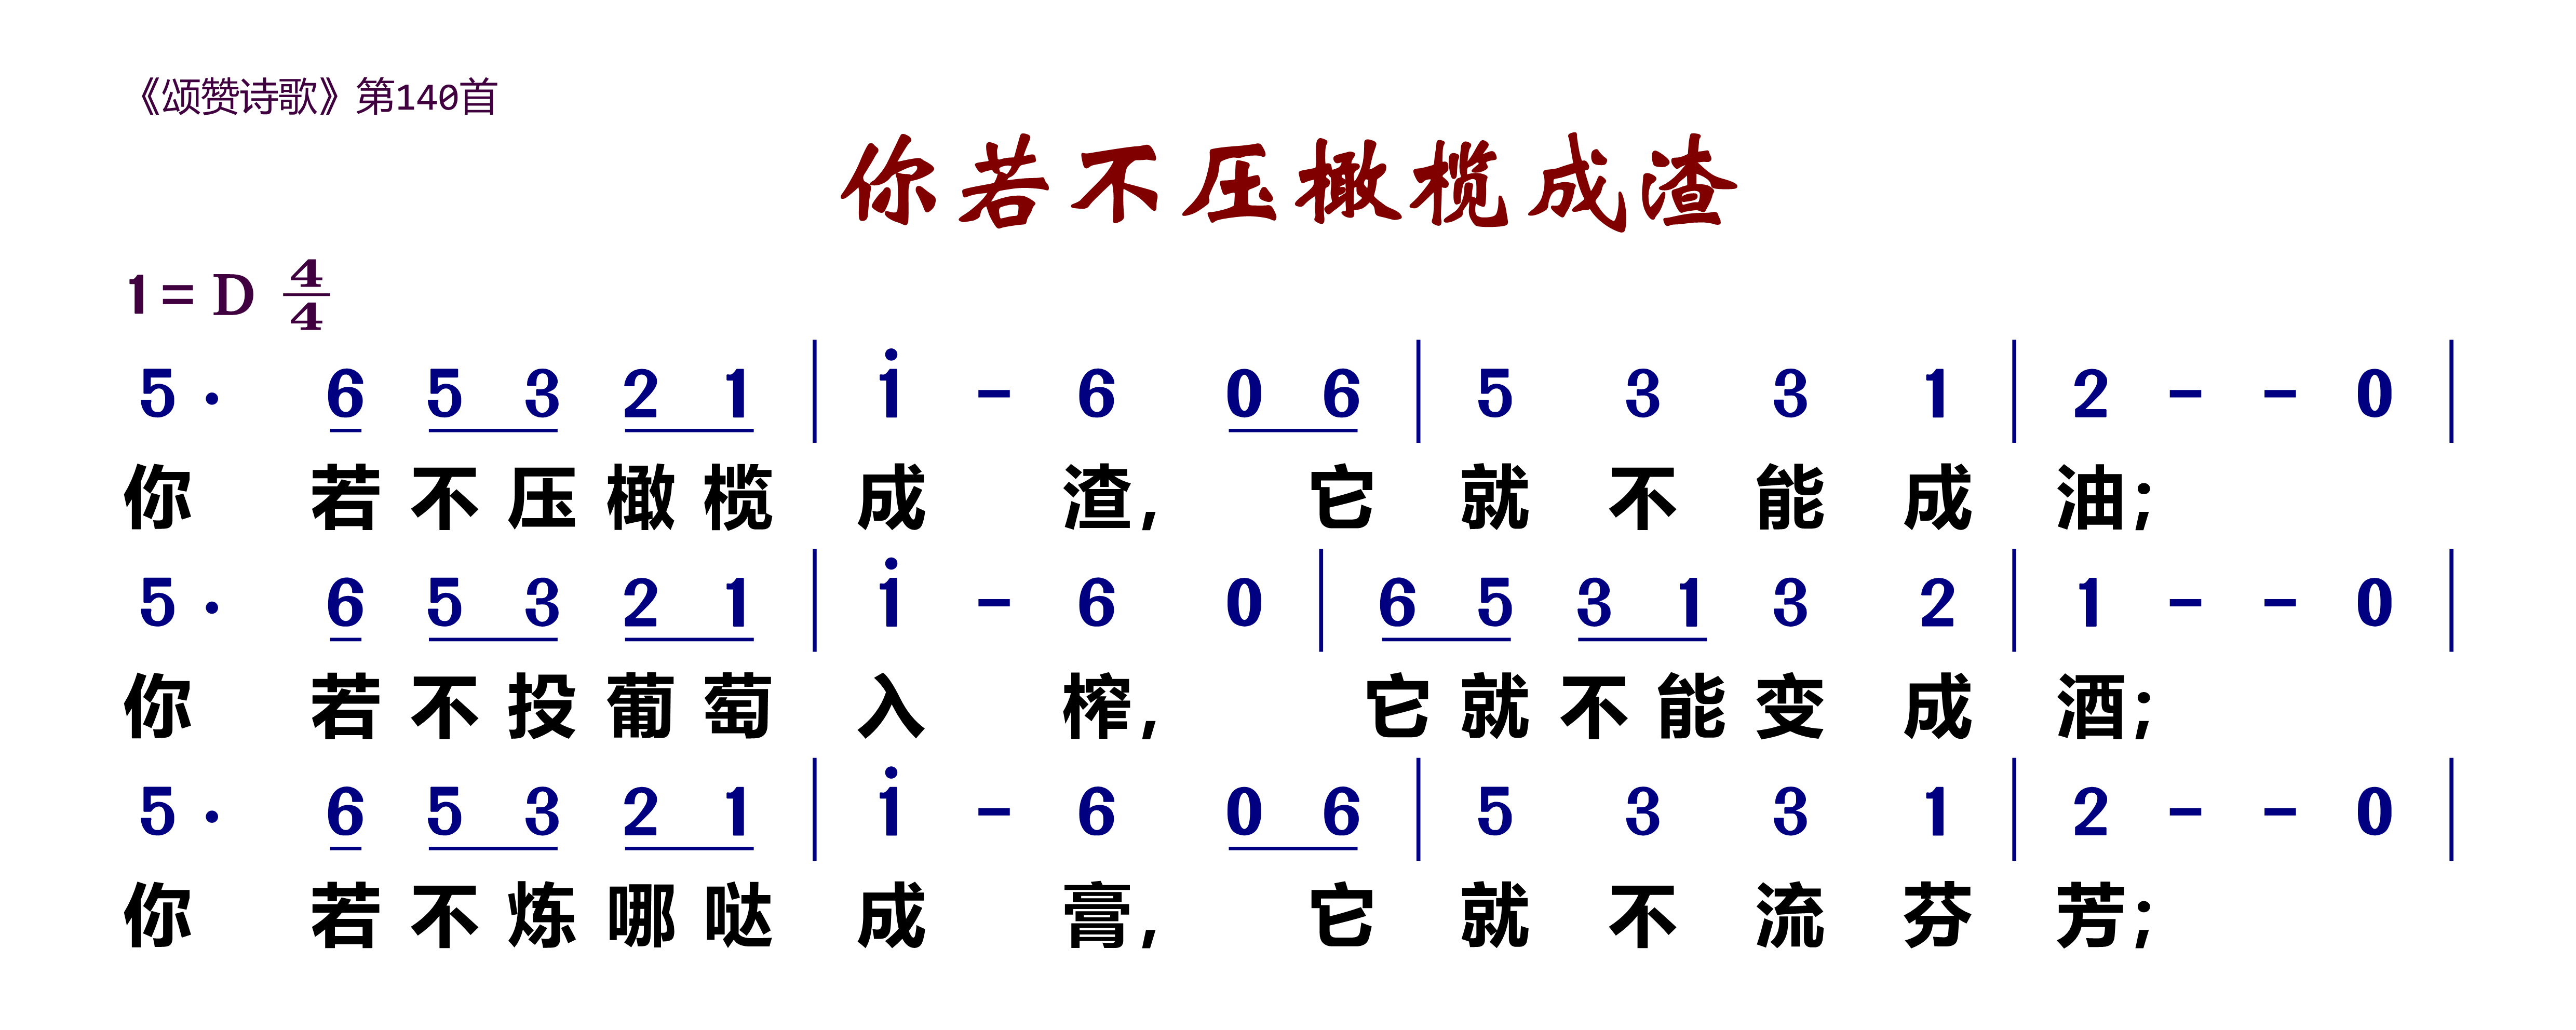 《颂赞诗歌》第140首
你若不压橄榄成渣
1 = D 4/4
5 · 6 5 3 2 1 | i - 6 0 6 | 5 3 3 1 | 2 - - 0 |
你 若 不 压 橄 榄 成 渣, 它 就 不 能 成 油;
5 · 6 5 3 2 1 | i - 6 0 | 6 5 3 1 3 2 | 1 - - 0 |
你 若 不 投 葡 萄 入 榨, 它 就 不 能 变 成 酒;
5 · 6 5 3 2 1 | i - 6 0 6 | 5 3 3 1 | 2 - - 0 |
你 若 不 炼 哪 哒 成 膏, 它 就 不 流 芬 芳;